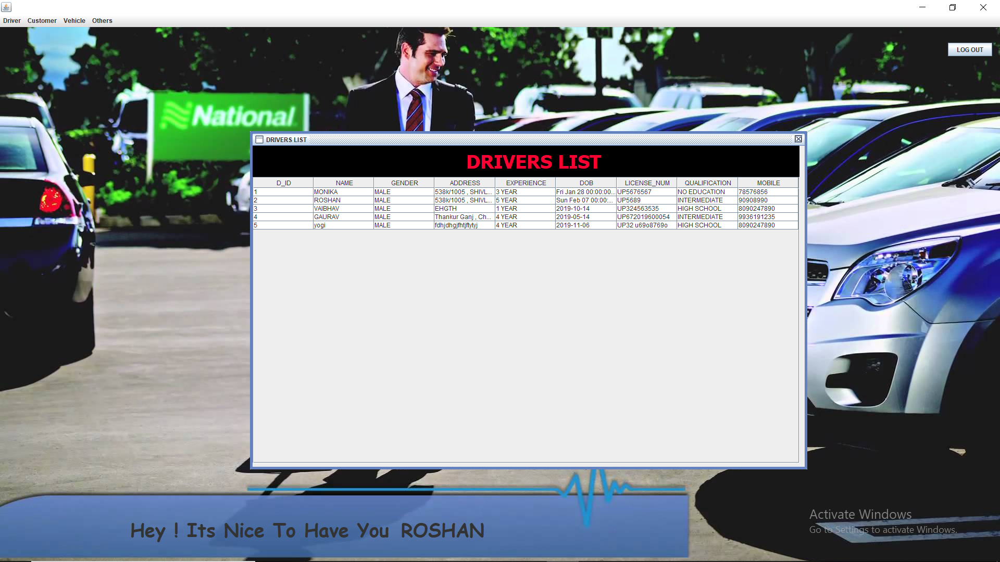 Driver Customer Vehicle Others
LOG OUT
National
DRIVERS LIST
DRIVERS LIST
D_ID NAME GENDER ADDRESS EXPERIENCE DOB LICENSE_NUM QUALIFICATION MOBILE
1 MONIKA MALE 538k/1005 , SHIVL... 3 YEAR Fri Jan 28 00:00:00... UP5676567 NO EDUCATION 78576856
2 ROSHAN MALE 538k/1005 , SHIVL... 5 YEAR Sun Feb 07 00:00:... UP5689 INTERMEDIATE 90908990
3 VAIBHAV MALE EHGTH 1 YEAR 2019-10-14 UP324563535 HIGH SCHOOL 8090247890
4 GAURAV MALE Thankur Ganj , Ch... 4 YEAR 2019-05-14 UP672019600054 INTERMEDIATE 9936191235
5 yogi MALE fdhjdhgjfhtjftytyj 4 YEAR 2019-11-06 UP32 u69o8769o HIGH SCHOOL 8090247890
Hey ! Its Nice To Have You ROSHAN
Activate Windows
Go to Settings to activate Windows.